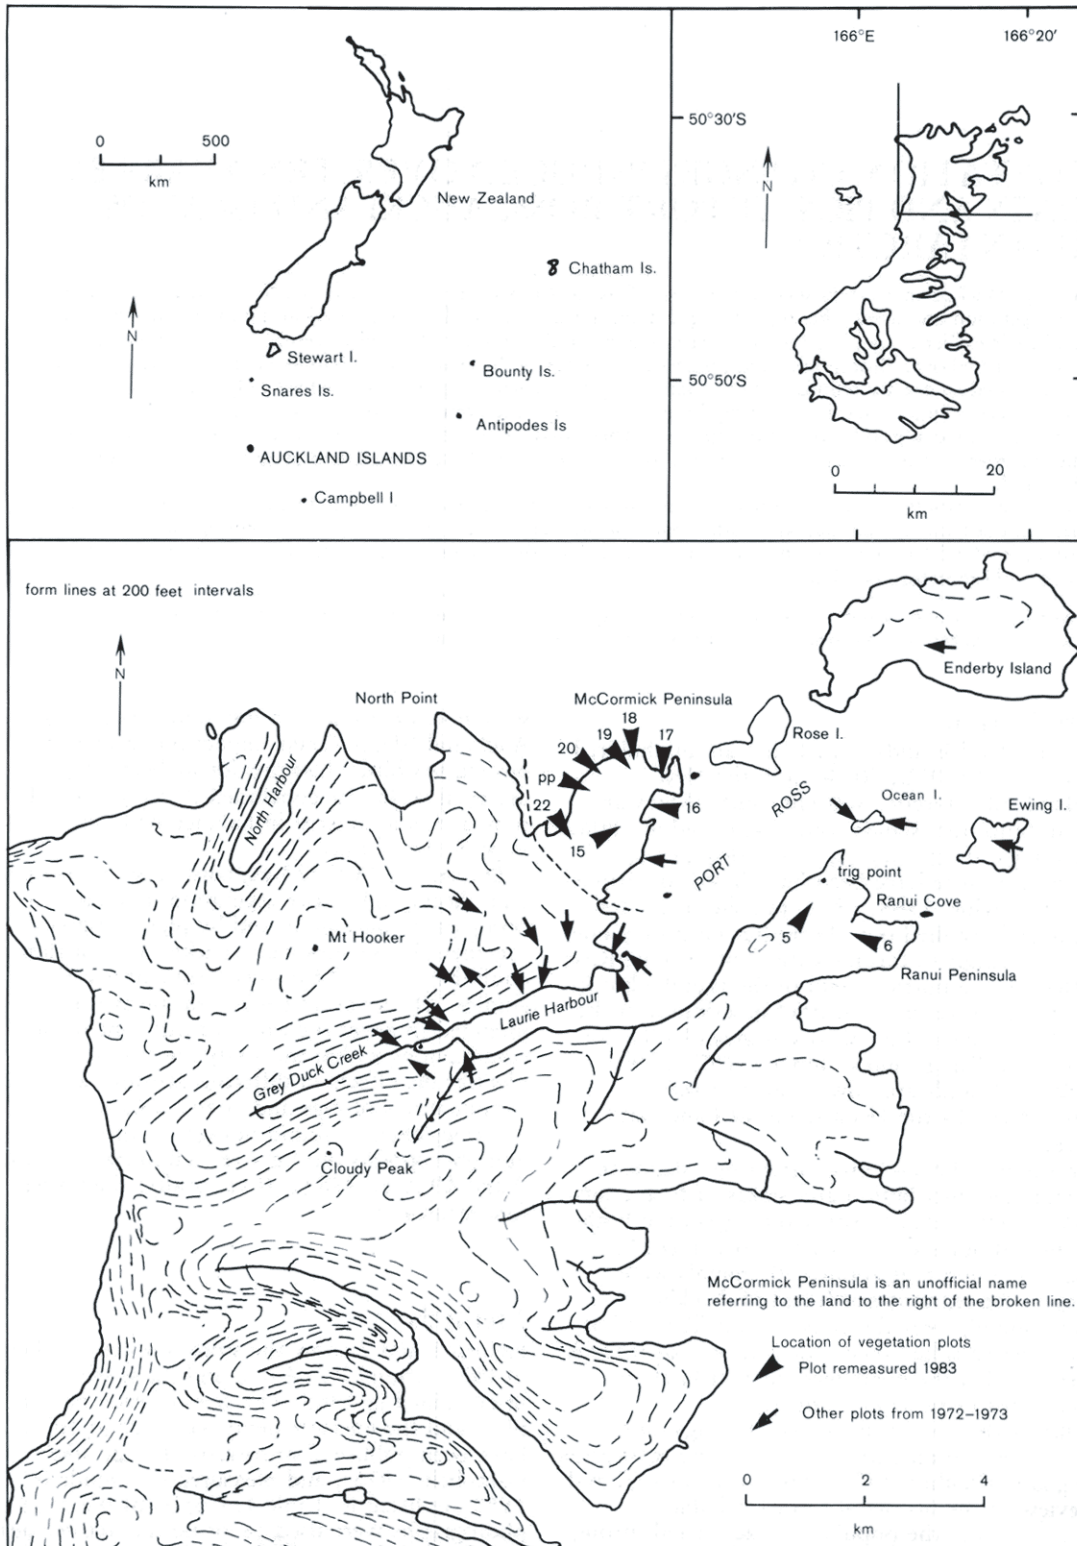 0 500
km
N
New Zealand
Chatham Is.
Stewart I.
Snares Is.
Bounty Is.
Antipodes Is
AUCKLAND ISLANDS
Campbell I
166°E 166°20'
50°30'S
N
50°50'S
0 20
km
form lines at 200 feet intervals
N
Enderby Island
North Point
McCormick Peninsula
18
19 17
20
pp
22
16
15
Rose I.
North Harbour
ROSS
PORT
Ocean I.
Ewing I.
trig point
Ranui Cove
5
6
Ranui Peninsula
Mt Hooker
Laurie Harbour
Grey Duck Creek
Cloudy Peak
McCormick Peninsula is an unofficial name
referring to the land to the right of the broken line.
Location of vegetation plots
Plot remeasured 1983
Other plots from 1972–1973
0 2 4
km